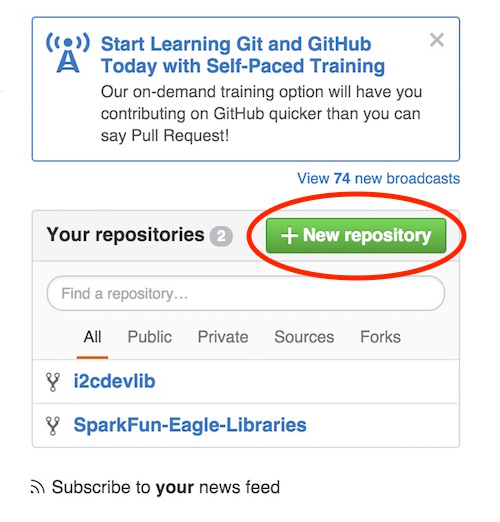 Start Learning Git and GitHub
Today with Self-Paced Training
Our on-demand training option will have you
contributing on GitHub quicker than you can
say Pull Request!
View 74 new broadcasts
Your repositories 2
+ New repository
Find a repository...
All Public Private Sources Forks
i2cdevlib
SparkFun-Eagle-Libraries
Subscribe to your news feed